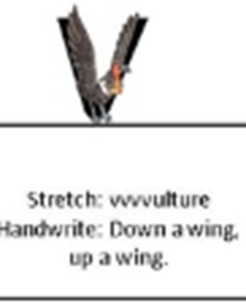 V
Stretch: vvvvulture
Handwrite: Down a wing,
up a wing.